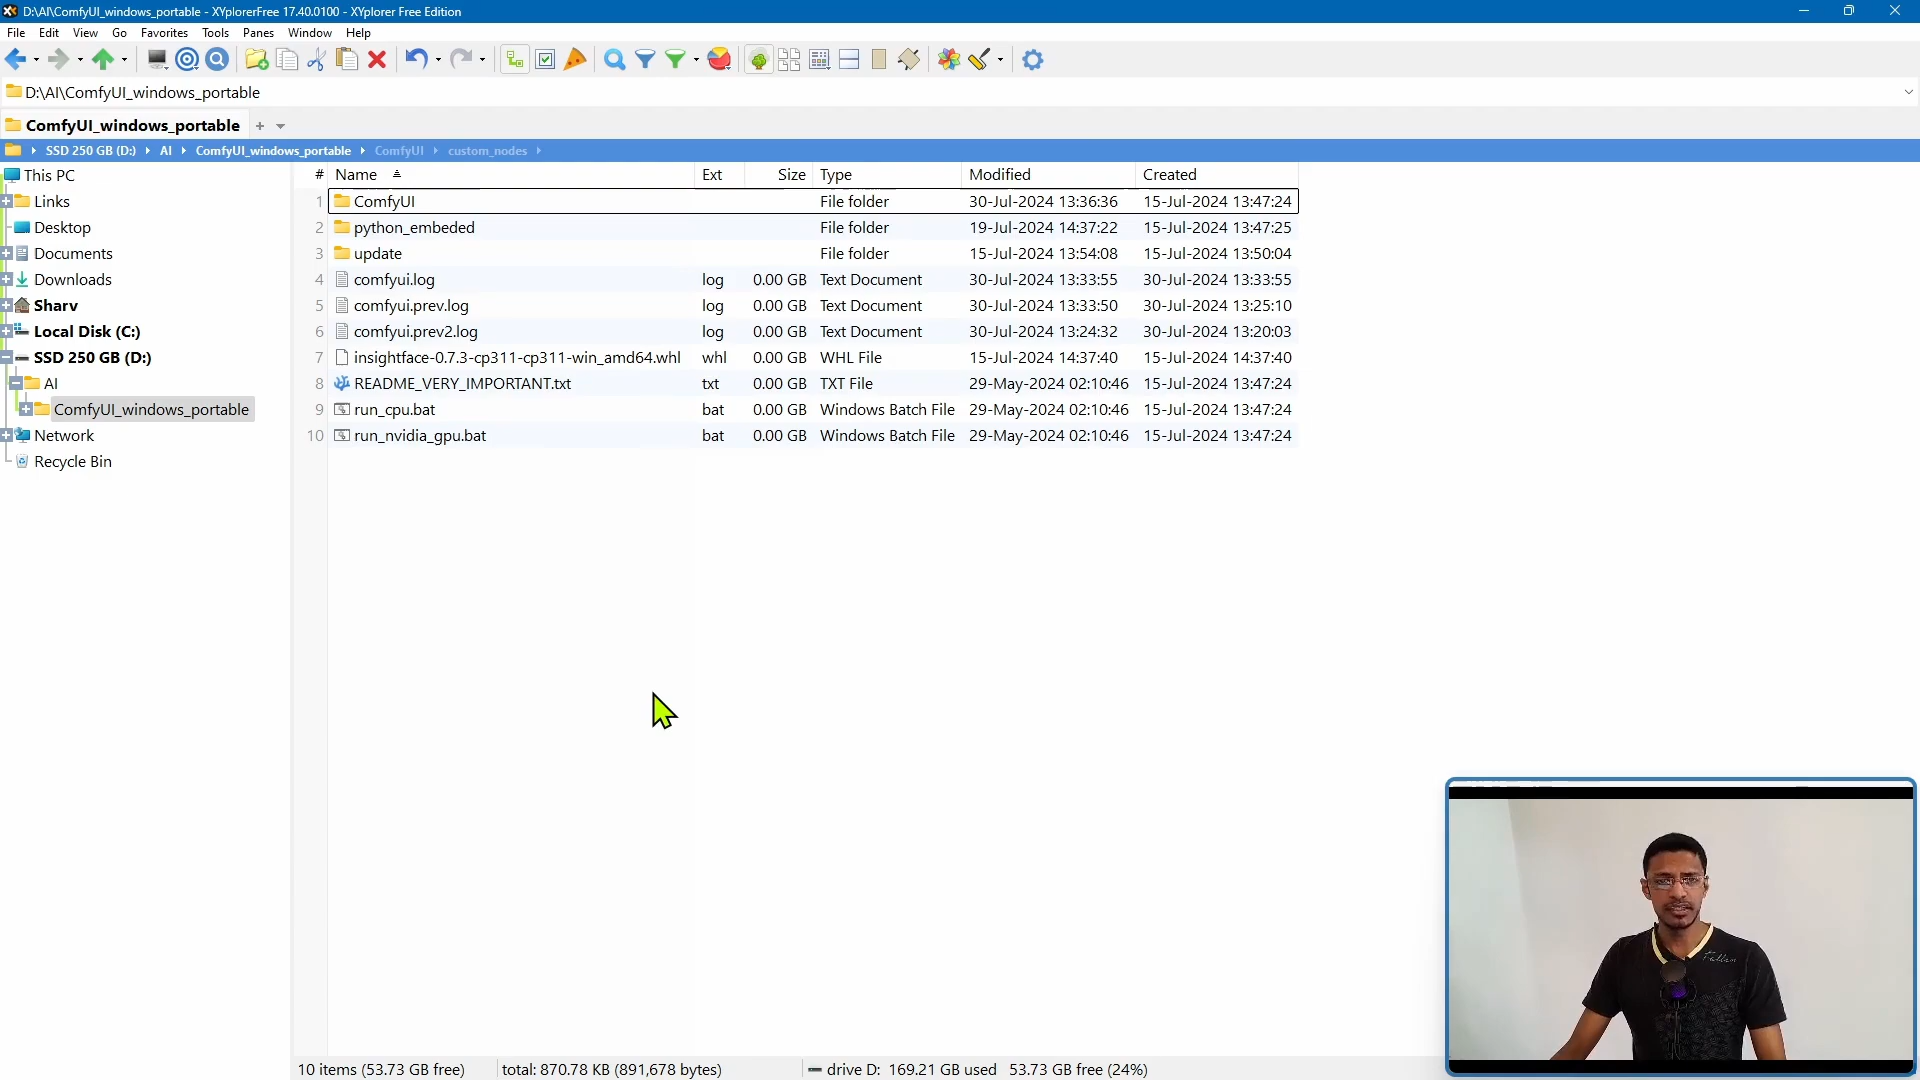 D:\AI\ComfyUI_windows_portable - XYplorerFree 17.40.0100 - XYplorer Free Edition
File Edit View Go Favorites Tools Panes Window Help
D:\AI\ComfyUI_windows_portable
ComfyUI_windows_portable
SSD 250 GB (D:) AI ComfyUI_windows_portable ComfyUI custom_nodes
This PC
Links
Desktop
Documents
Downloads
Sharv
Local Disk (C:)
SSD 250 GB (D:)
AI
ComfyUI_windows_portable
Network
Recycle Bin
# Name Ext Size Type Modified Created
1 ComfyUI File folder 30-Jul-2024 13:36:36 15-Jul-2024 13:47:24
2 python_embeded File folder 19-Jul-2024 14:37:22 15-Jul-2024 13:47:25
3 update File folder 15-Jul-2024 13:54:08 15-Jul-2024 13:50:04
4 comfyui.log log 0.00 GB Text Document 30-Jul-2024 13:33:55 30-Jul-2024 13:33:55
5 comfyui.prev.log log 0.00 GB Text Document 30-Jul-2024 13:33:50 30-Jul-2024 13:25:10
6 comfyui.prev2.log log 0.00 GB Text Document 30-Jul-2024 13:24:32 30-Jul-2024 13:20:03
7 insightface-0.7.3-cp311-cp311-win_amd64.whl whl 0.00 GB WHL File 15-Jul-2024 14:37:40 15-Jul-2024 14:37:40
8 README_VERY_IMPORTANT.txt txt 0.00 GB TXT File 29-May-2024 02:10:46 15-Jul-2024 13:47:24
9 run_cpu.bat bat 0.00 GB Windows Batch File 29-May-2024 02:10:46 15-Jul-2024 13:47:24
10 run_nvidia_gpu.bat bat 0.00 GB Windows Batch File 29-May-2024 02:10:46 15-Jul-2024 13:47:24
10 items (53.73 GB free) total: 870.78 KB (891,678 bytes) drive D: 169.21 GB used 53.73 GB free (24%)